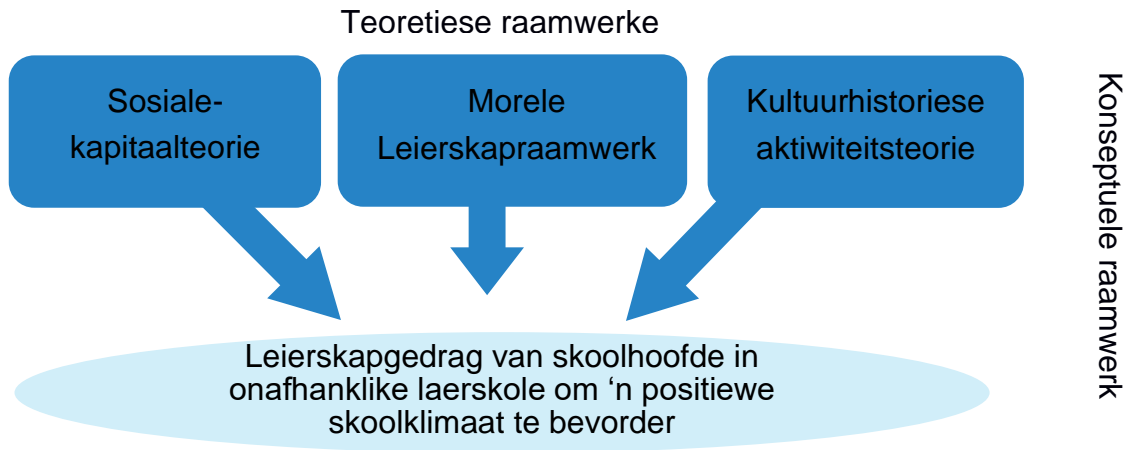 Teoretiese raamwerke
Sosiale-
kapitaalteorie
Morele
Leierskapraamwerk
Kultuurhistoriese
aktiwiteitsteorie
Konseptuele raamwerk
Leierskapgedrag van skoolhoofde in
onafhanklike laerskole om ‘n positiewe
skoolklimaat te bevorder